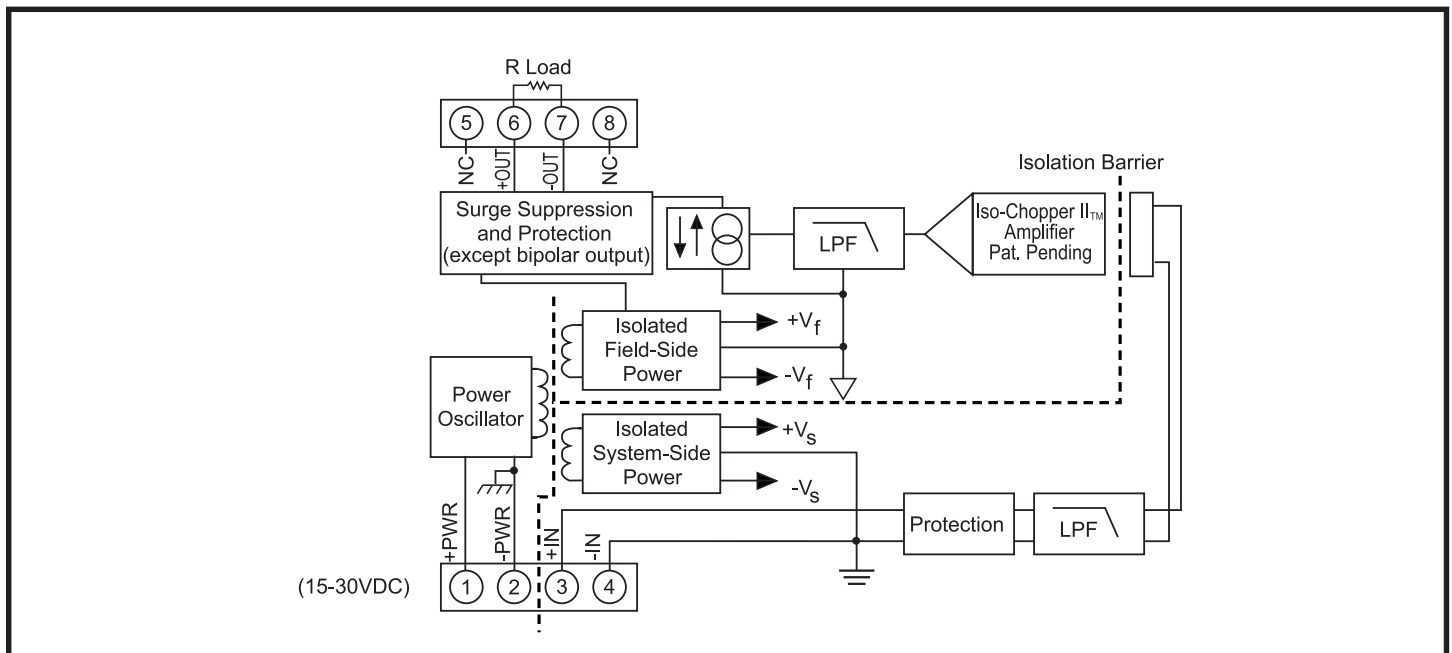 R Load
5 6 7 8
NC +OUT -OUT NC
Isolation Barrier
Surge Suppression
and Protection
(except bipolar output)
LPF
Iso-Chopper II™
Amplifier
Pat. Pending
Isolated
Field-Side
Power
+Vf
-Vf
Power
Oscillator
Isolated
System-Side
Power
+Vs
-Vs
+PWR -PWR +IN -IN
Protection
LPF
(15-30VDC)
1 2 3 4